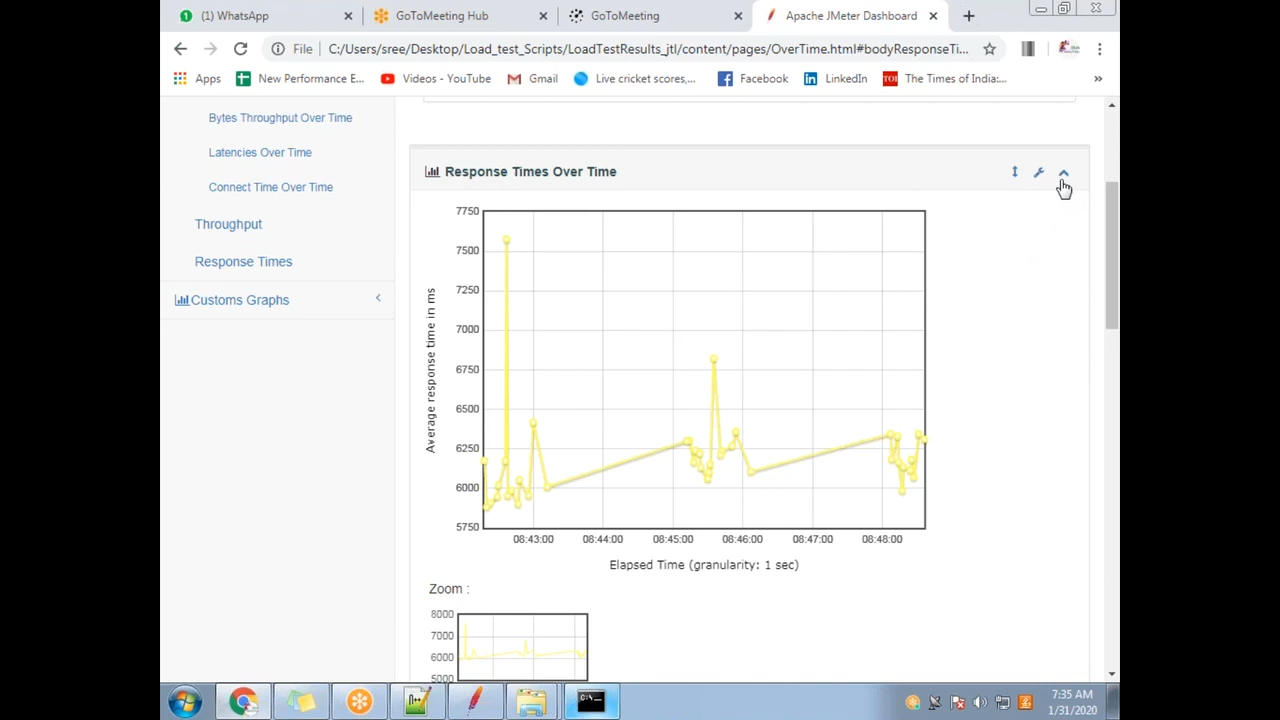 (1) WhatsApp
GoToMeeting Hub
GoToMeeting
Apache JMeter Dashboard
File
C:/Users/sree/Desktop/Load_test_Scripts/LoadTestResults_jtl/content/pages/OverTime.html#bodyResponseTi...
Apps
New Performance E...
Videos - YouTube
Gmail
Live cricket scores,...
Facebook
LinkedIn
The Times of India:...
Bytes Throughput Over Time
Latencies Over Time
Connect Time Over Time
Throughput
Response Times
Customs Graphs
Response Times Over Time
Average response time in ms
7750
7500
7250
7000
6750
6500
6250
6000
5750
08:43:00 08:44:00 08:45:00 08:46:00 08:47:00 08:48:00
Elapsed Time (granularity: 1 sec)
Zoom :
8000
7000
6000
5000
7:35 AM
1/31/2020